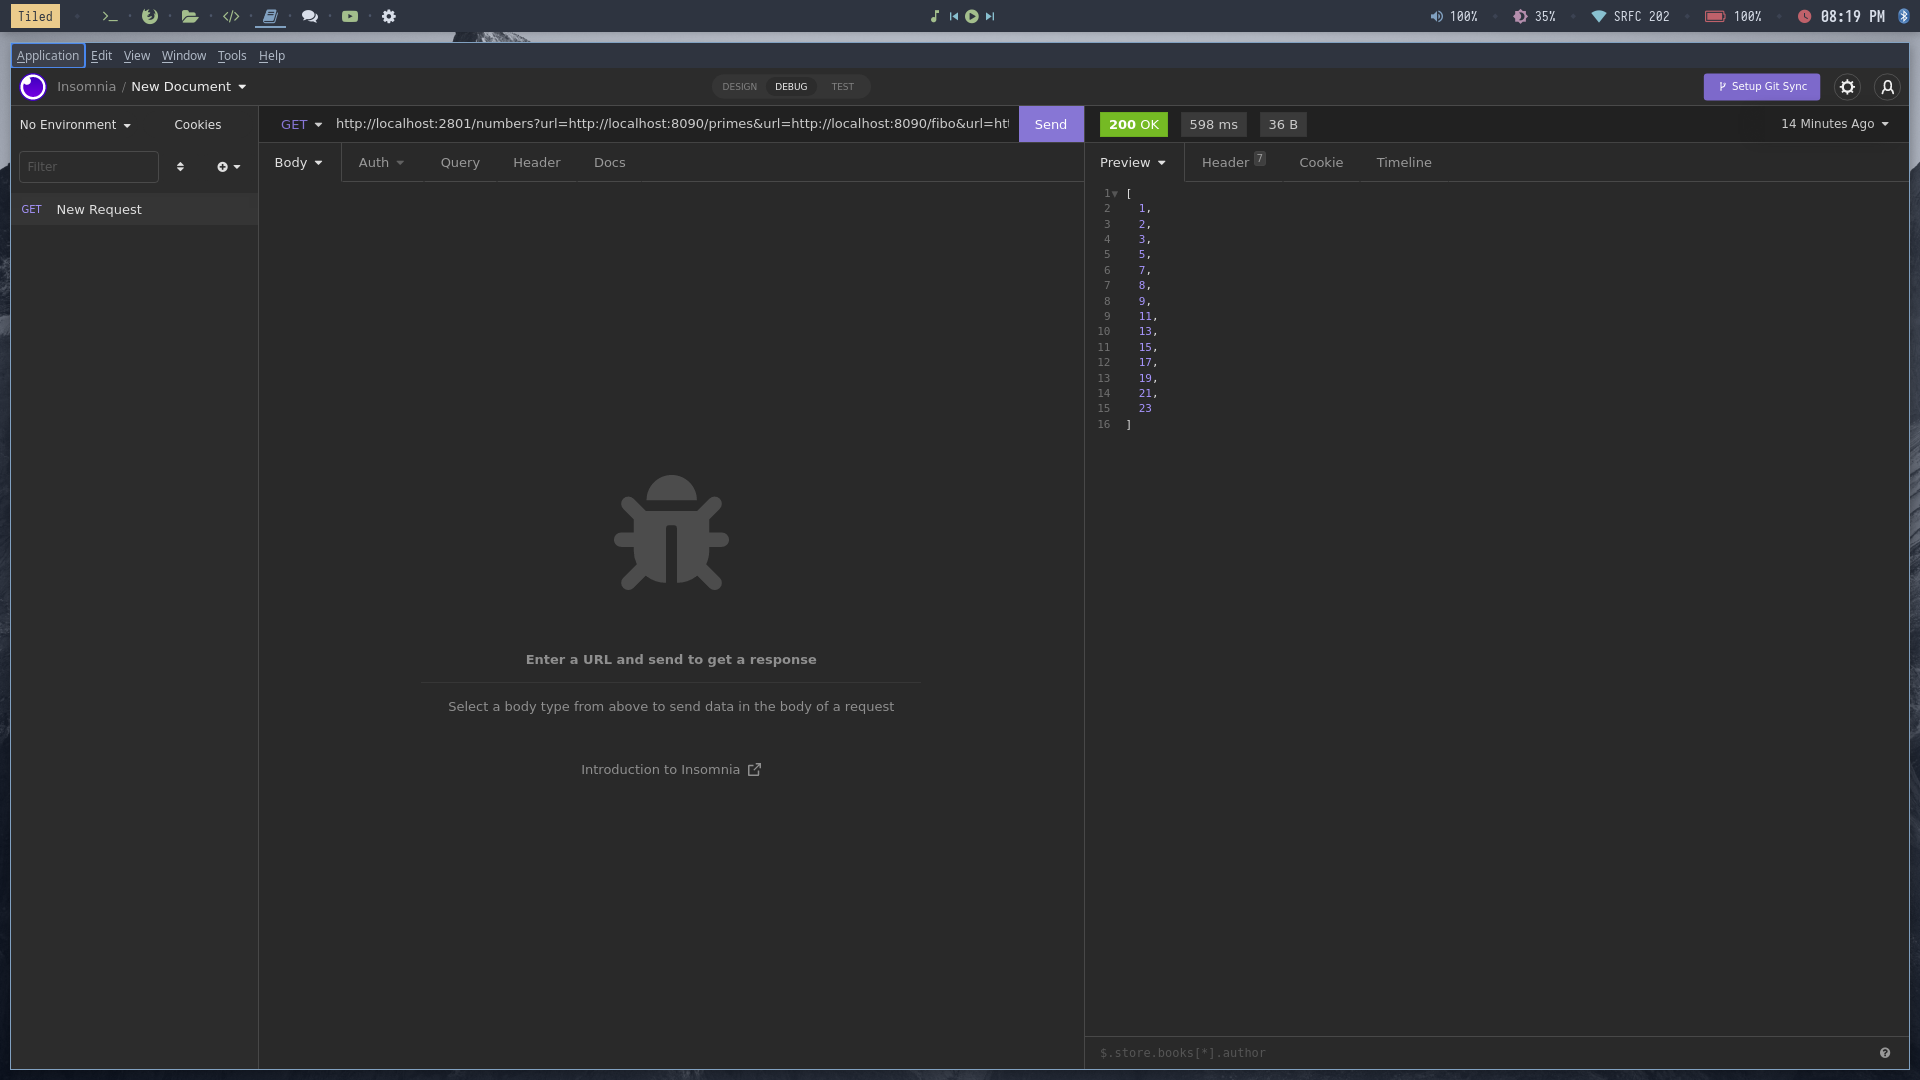 Tiled
100%
35%
SRFC 202
100%
08:19 PM
Application Edit View Window Tools Help
Insomnia / New Document
DESIGN DEBUG TEST
Setup Git Sync
No Environment Cookies
GET http://localhost:2801/numbers?url=http://localhost:8090/primes&url=http://localhost:8090/fibo&url=htt
Send
200 OK 598 ms 36 B
14 Minutes Ago
Filter
Body Auth Query Header Docs
Preview Header 7 Cookie Timeline
GET New Request
1 [
2 1,
3 2,
4 3,
5 5,
6 7,
7 8,
8 9,
9 11,
10 13,
11 15,
12 17,
13 19,
14 21,
15 23
16 ]
Enter a URL and send to get a response
Select a body type from above to send data in the body of a request
Introduction to Insomnia
$.store.books[*].author